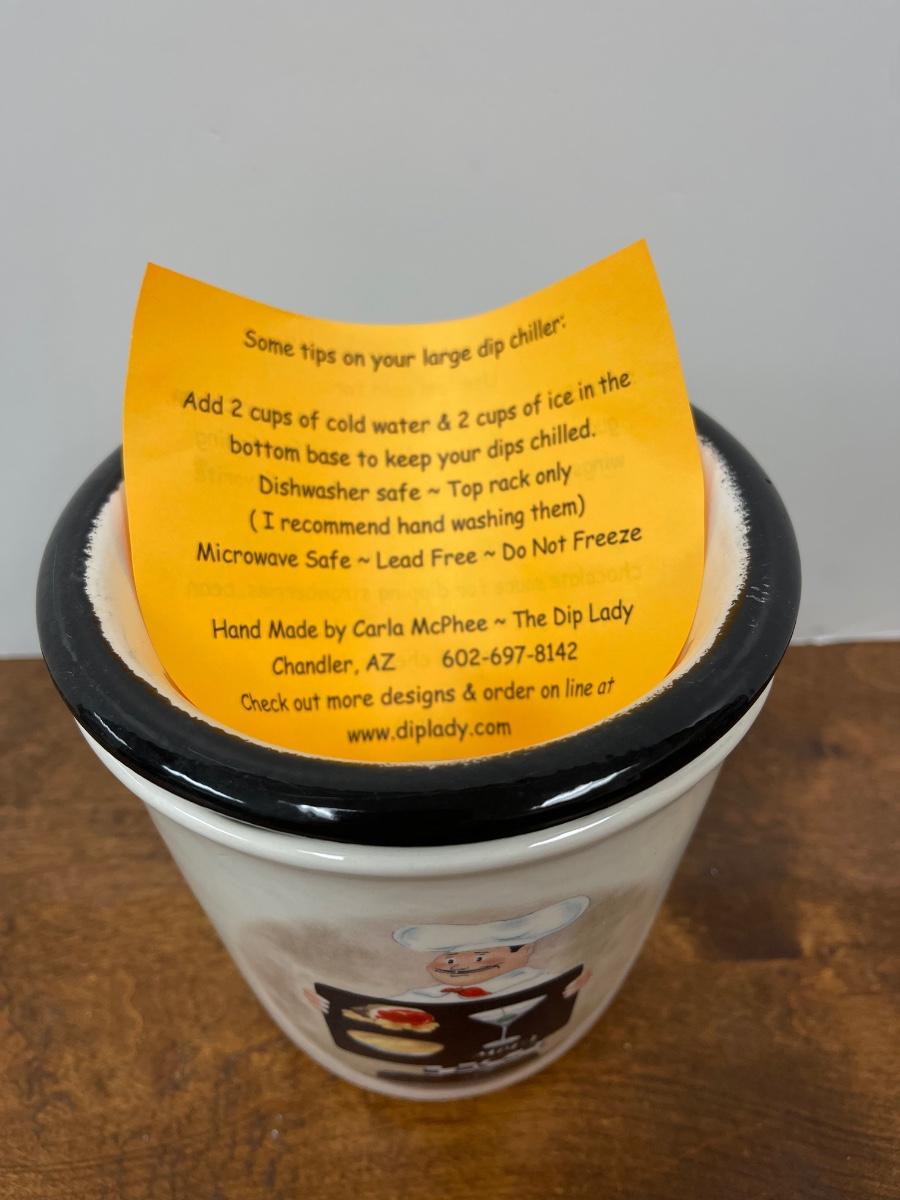 Some tips on your large dip chiller:
Add 2 cups of cold water & 2 cups of ice in the
bottom base to keep your dips chilled.
Dishwasher safe ~ Top rack only
( I recommend hand washing them)
Microwave Safe ~ Lead Free ~ Do Not Freeze
Hand Made by Carla McPhee ~ The Dip Lady
Chandler, AZ 602-697-8142
Check out more designs & order on line at
www.diplady.com